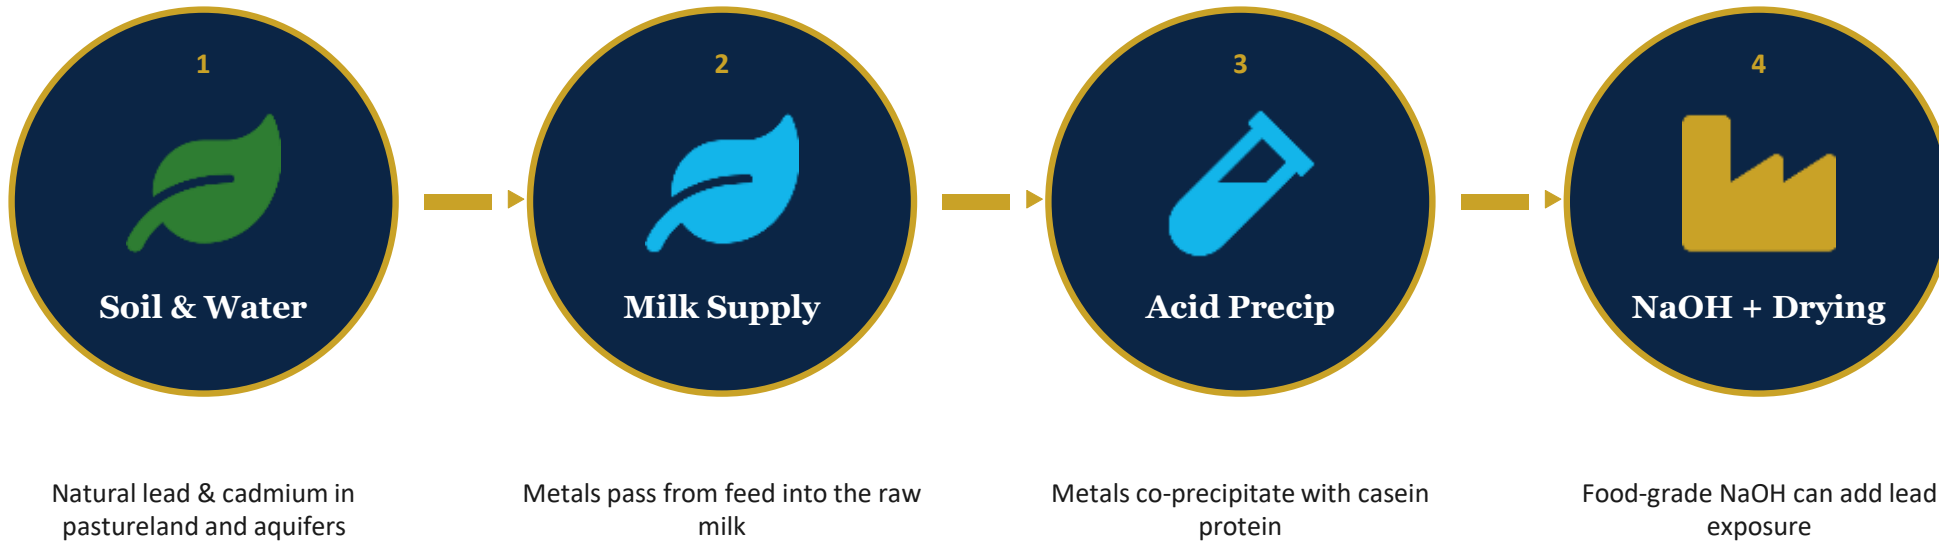 1
Soil & Water
Natural lead & cadmium in
pastureland and aquifers
2
Milk Supply
Metals pass from feed into the raw
milk
3
Acid Precip
Metals co-precipitate with casein
protein
4
NaOH + Drying
Food-grade NaOH can add lead
exposure